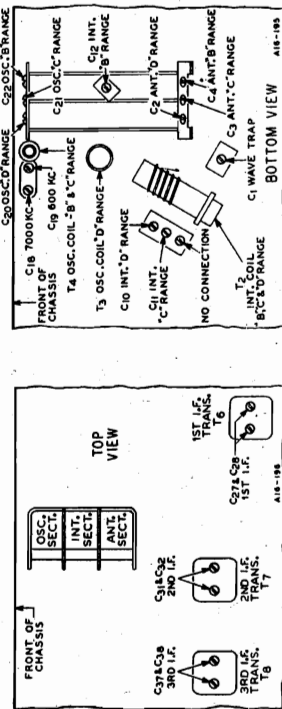 C20 OSC."D" RANGE
C22 OSC. "B" RANGE
C21 OSC. "C" RANGE
C12 INT.
"B" RANGE
C2 ANT. "D" RANGE
C4 ANT. "B" RANGE
C3 ANT. "C" RANGE
C18 7000 KC
C19 600 KC
T4 OSC. COIL-"B" & "C" RANGE
T3 OSC. COIL "D" RANGE
C10 INT. "D" RANGE
C11 INT.
"C" RANGE
NO CONNECTION
T2
INT. COIL
"B, "C" & "D" RANGE
C1 WAVE TRAP
BOTTOM VIEW
FRONT OF
CHASSIS
A16-195
FRONT OF
CHASSIS
TOP
VIEW
OSC.
SECT.
INT.
SECT.
ANT.
SECT.
C37 & C38
3RD I.F.
3RD I.F.
TRANS.
T8
C31 & C32
2ND I.F.
2ND I.F.
TRANS.
T7
1ST I.F.
TRANS.
T6
C27 & C28
1ST I.F.
A16-196